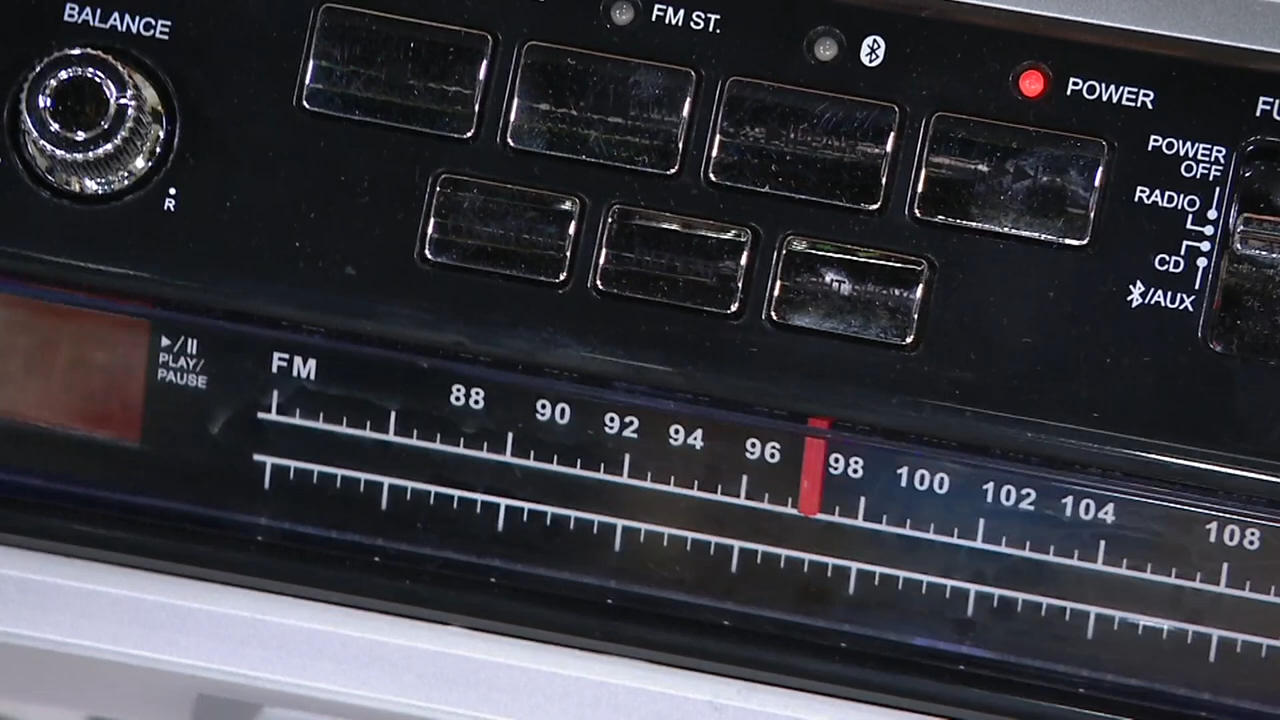 BALANCE
R
FM ST.
POWER
FU
POWER
OFF
RADIO
CD
/AUX
PLAY/
PAUSE
FM
88 90 92 94 96 98 100 102 104 108